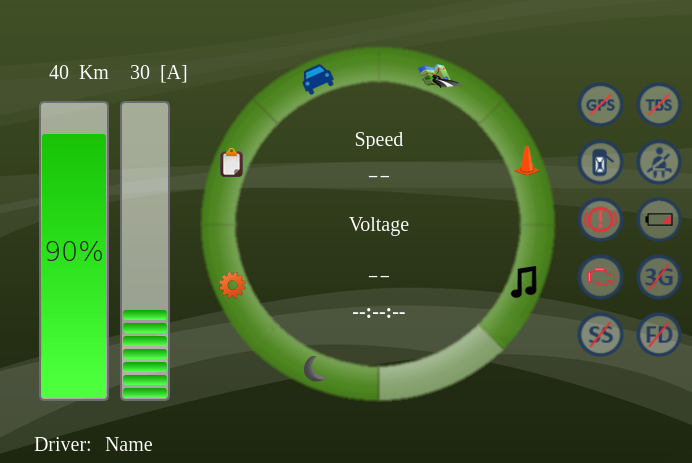 40 Km 30 [A]
GPS TBS
Speed
--
90%
Voltage
--
3G
--:--:--
SS FD
Driver: Name